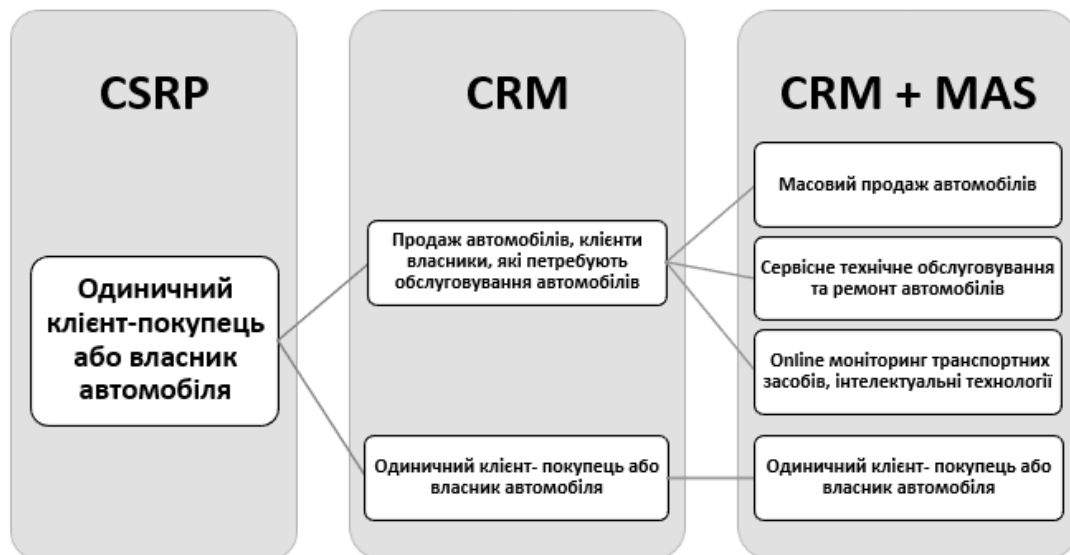 CSRP
Одиничний
клієнт-покупець
або власник
автомобіля
CRM
Продаж автомобілів, клієнти
власники, які петребують
обслуговування автомобілів
Одиничний клієнт- покупець або
власник автомобіля
CRM + MAS
Масовий продаж автомобілів
Сервісне технічне обслуговування
та ремонт автомобілів
Online моніторинг транспортних
засобів, інтелектуальні технології
Одиничний клієнт- покупець або
власник автомобіля